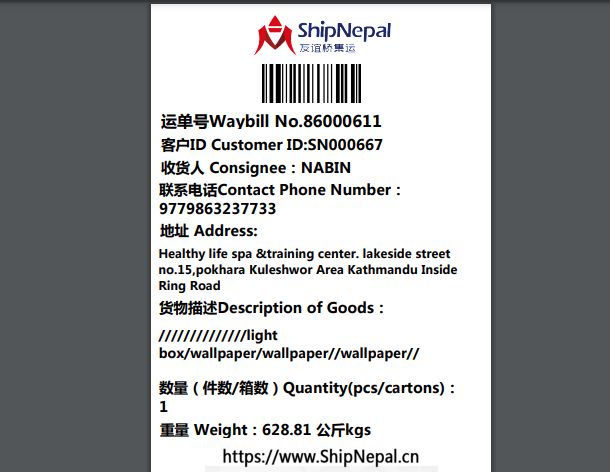 ShipNepal
友谊桥集运
运单号Waybill No.86000611
客户ID Customer ID:SN000667
收货人 Consignee：NABIN
联系电话Contact Phone Number：
9779863237733
地址 Address:
Healthy life spa &training center. lakeside street
no.15,pokhara Kuleshwor Area Kathmandu Inside
Ring Road
货物描述Description of Goods：
//////////////light
box/wallpaper/wallpaper//wallpaper//
数量（件数/箱数）Quantity(pcs/cartons)：
1
重量 Weight：628.81 公斤kgs
https://www.ShipNepal.cn